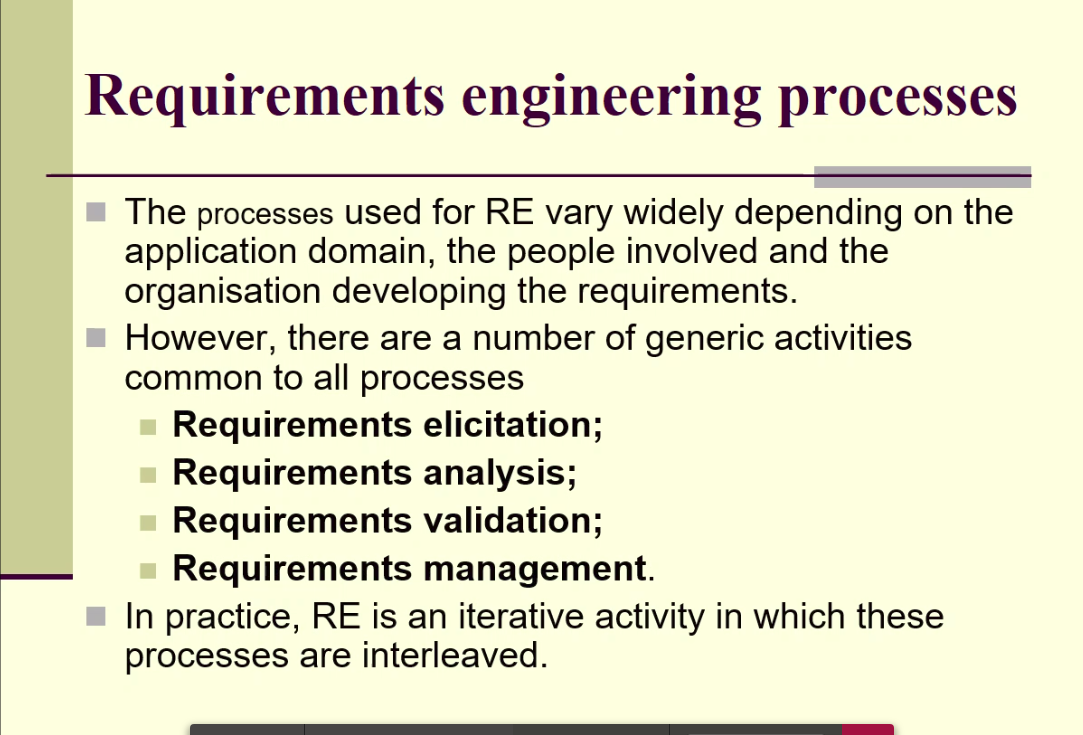 Requirements engineering processes
The processes used for RE vary widely depending on the
application domain, the people involved and the
organisation developing the requirements.
However, there are a number of generic activities
common to all processes
Requirements elicitation;
Requirements analysis;
Requirements validation;
Requirements management.
In practice, RE is an iterative activity in which these
processes are interleaved.